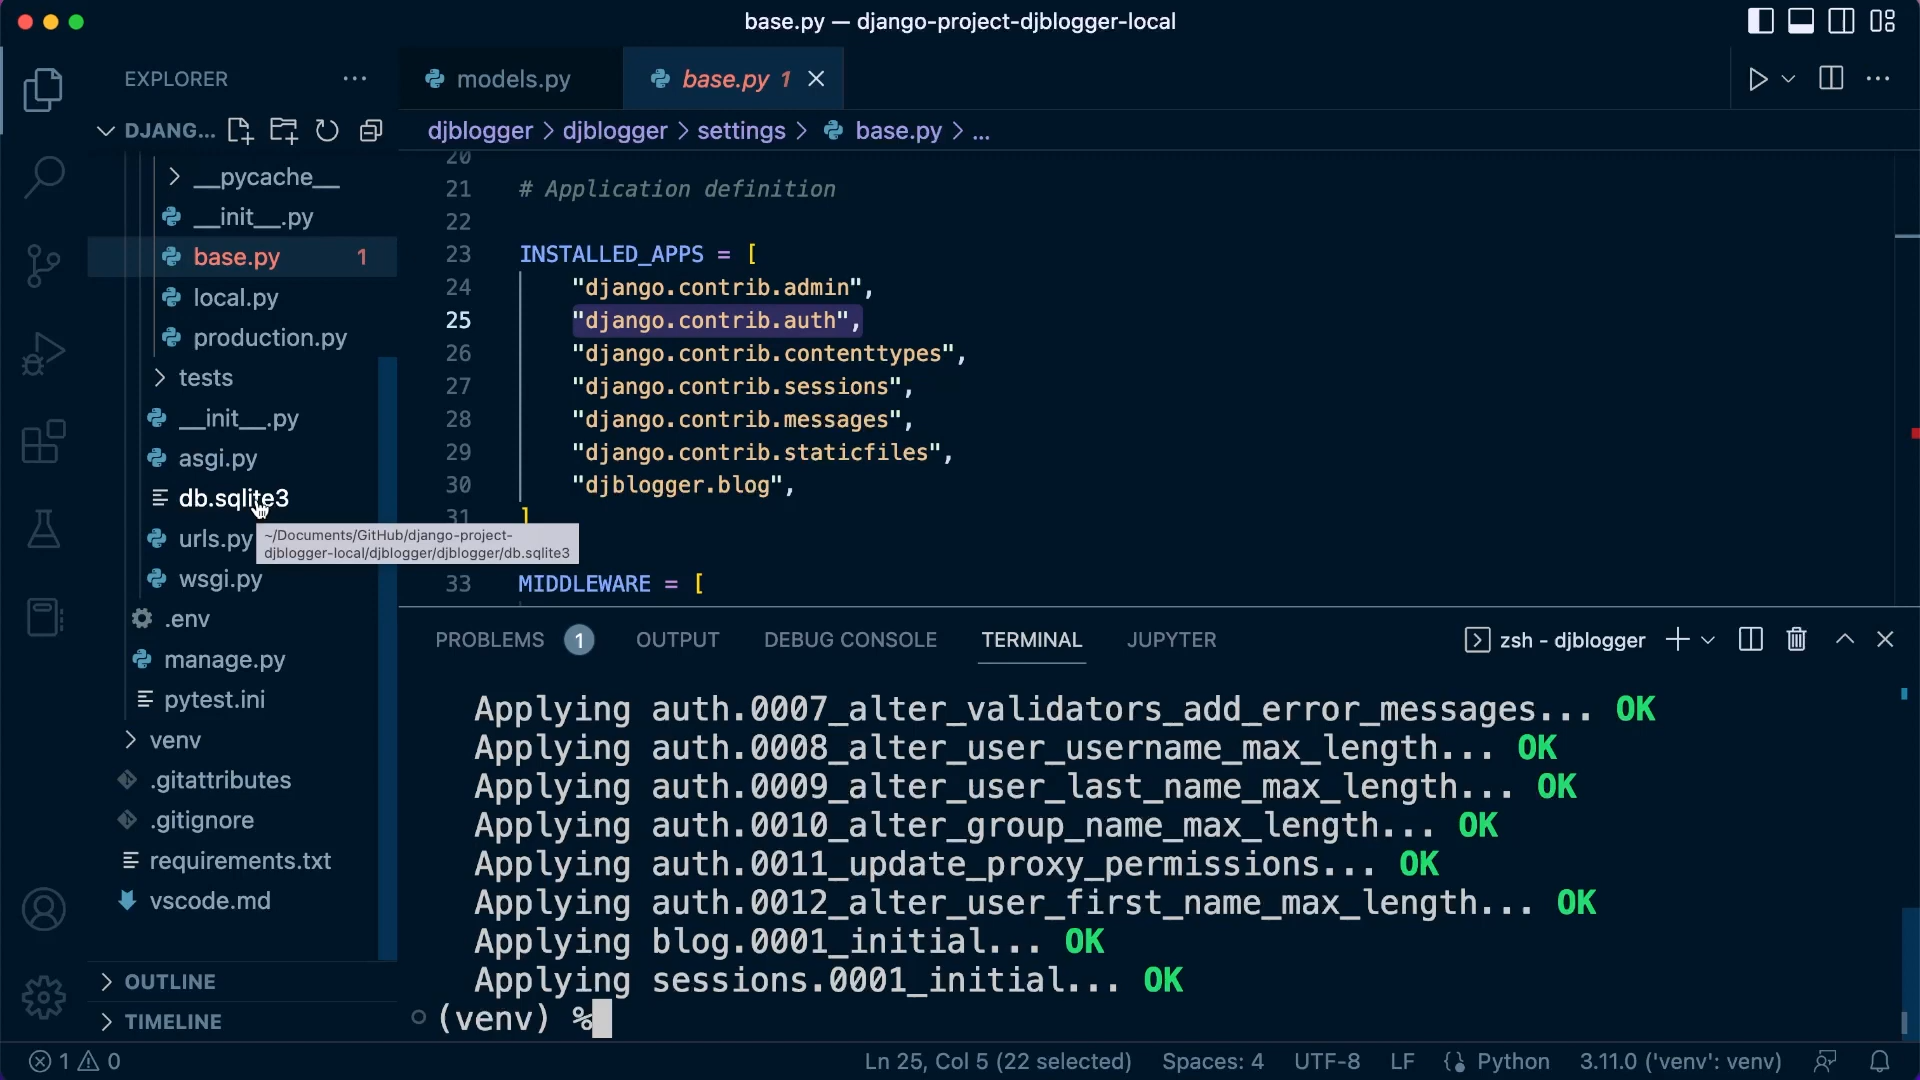 base.py — django-project-djblogger-local
EXPLORER
models.py
base.py 1
DJANG...
djblogger > djblogger > settings > base.py > ...
__pycache__
__init__.py
base.py 1
local.py
production.py
tests
__init__.py
asgi.py
db.sqlite3
urls.py
wsgi.py
.env
manage.py
pytest.ini
venv
.gitattributes
.gitignore
requirements.txt
vscode.md
OUTLINE
TIMELINE
~/Documents/GitHub/django-project-
djblogger-local/djblogger/djblogger/db.sqlite3
20
21 # Application definition
22
23 INSTALLED_APPS = [
24 "django.contrib.admin",
25 "django.contrib.auth",
26 "django.contrib.contenttypes",
27 "django.contrib.sessions",
28 "django.contrib.messages",
29 "django.contrib.staticfiles",
30 "djblogger.blog",
31 ]
33 MIDDLEWARE = [
PROBLEMS 1 OUTPUT DEBUG CONSOLE TERMINAL JUPYTER
zsh - djblogger
Applying auth.0007_alter_validators_add_error_messages... OK
Applying auth.0008_alter_user_username_max_length... OK
Applying auth.0009_alter_user_last_name_max_length... OK
Applying auth.0010_alter_group_name_max_length... OK
Applying auth.0011_update_proxy_permissions... OK
Applying auth.0012_alter_user_first_name_max_length... OK
Applying blog.0001_initial... OK
Applying sessions.0001_initial... OK
(venv) %
1 0
Ln 25, Col 5 (22 selected) Spaces: 4 UTF-8 LF Python 3.11.0 ('venv': venv)